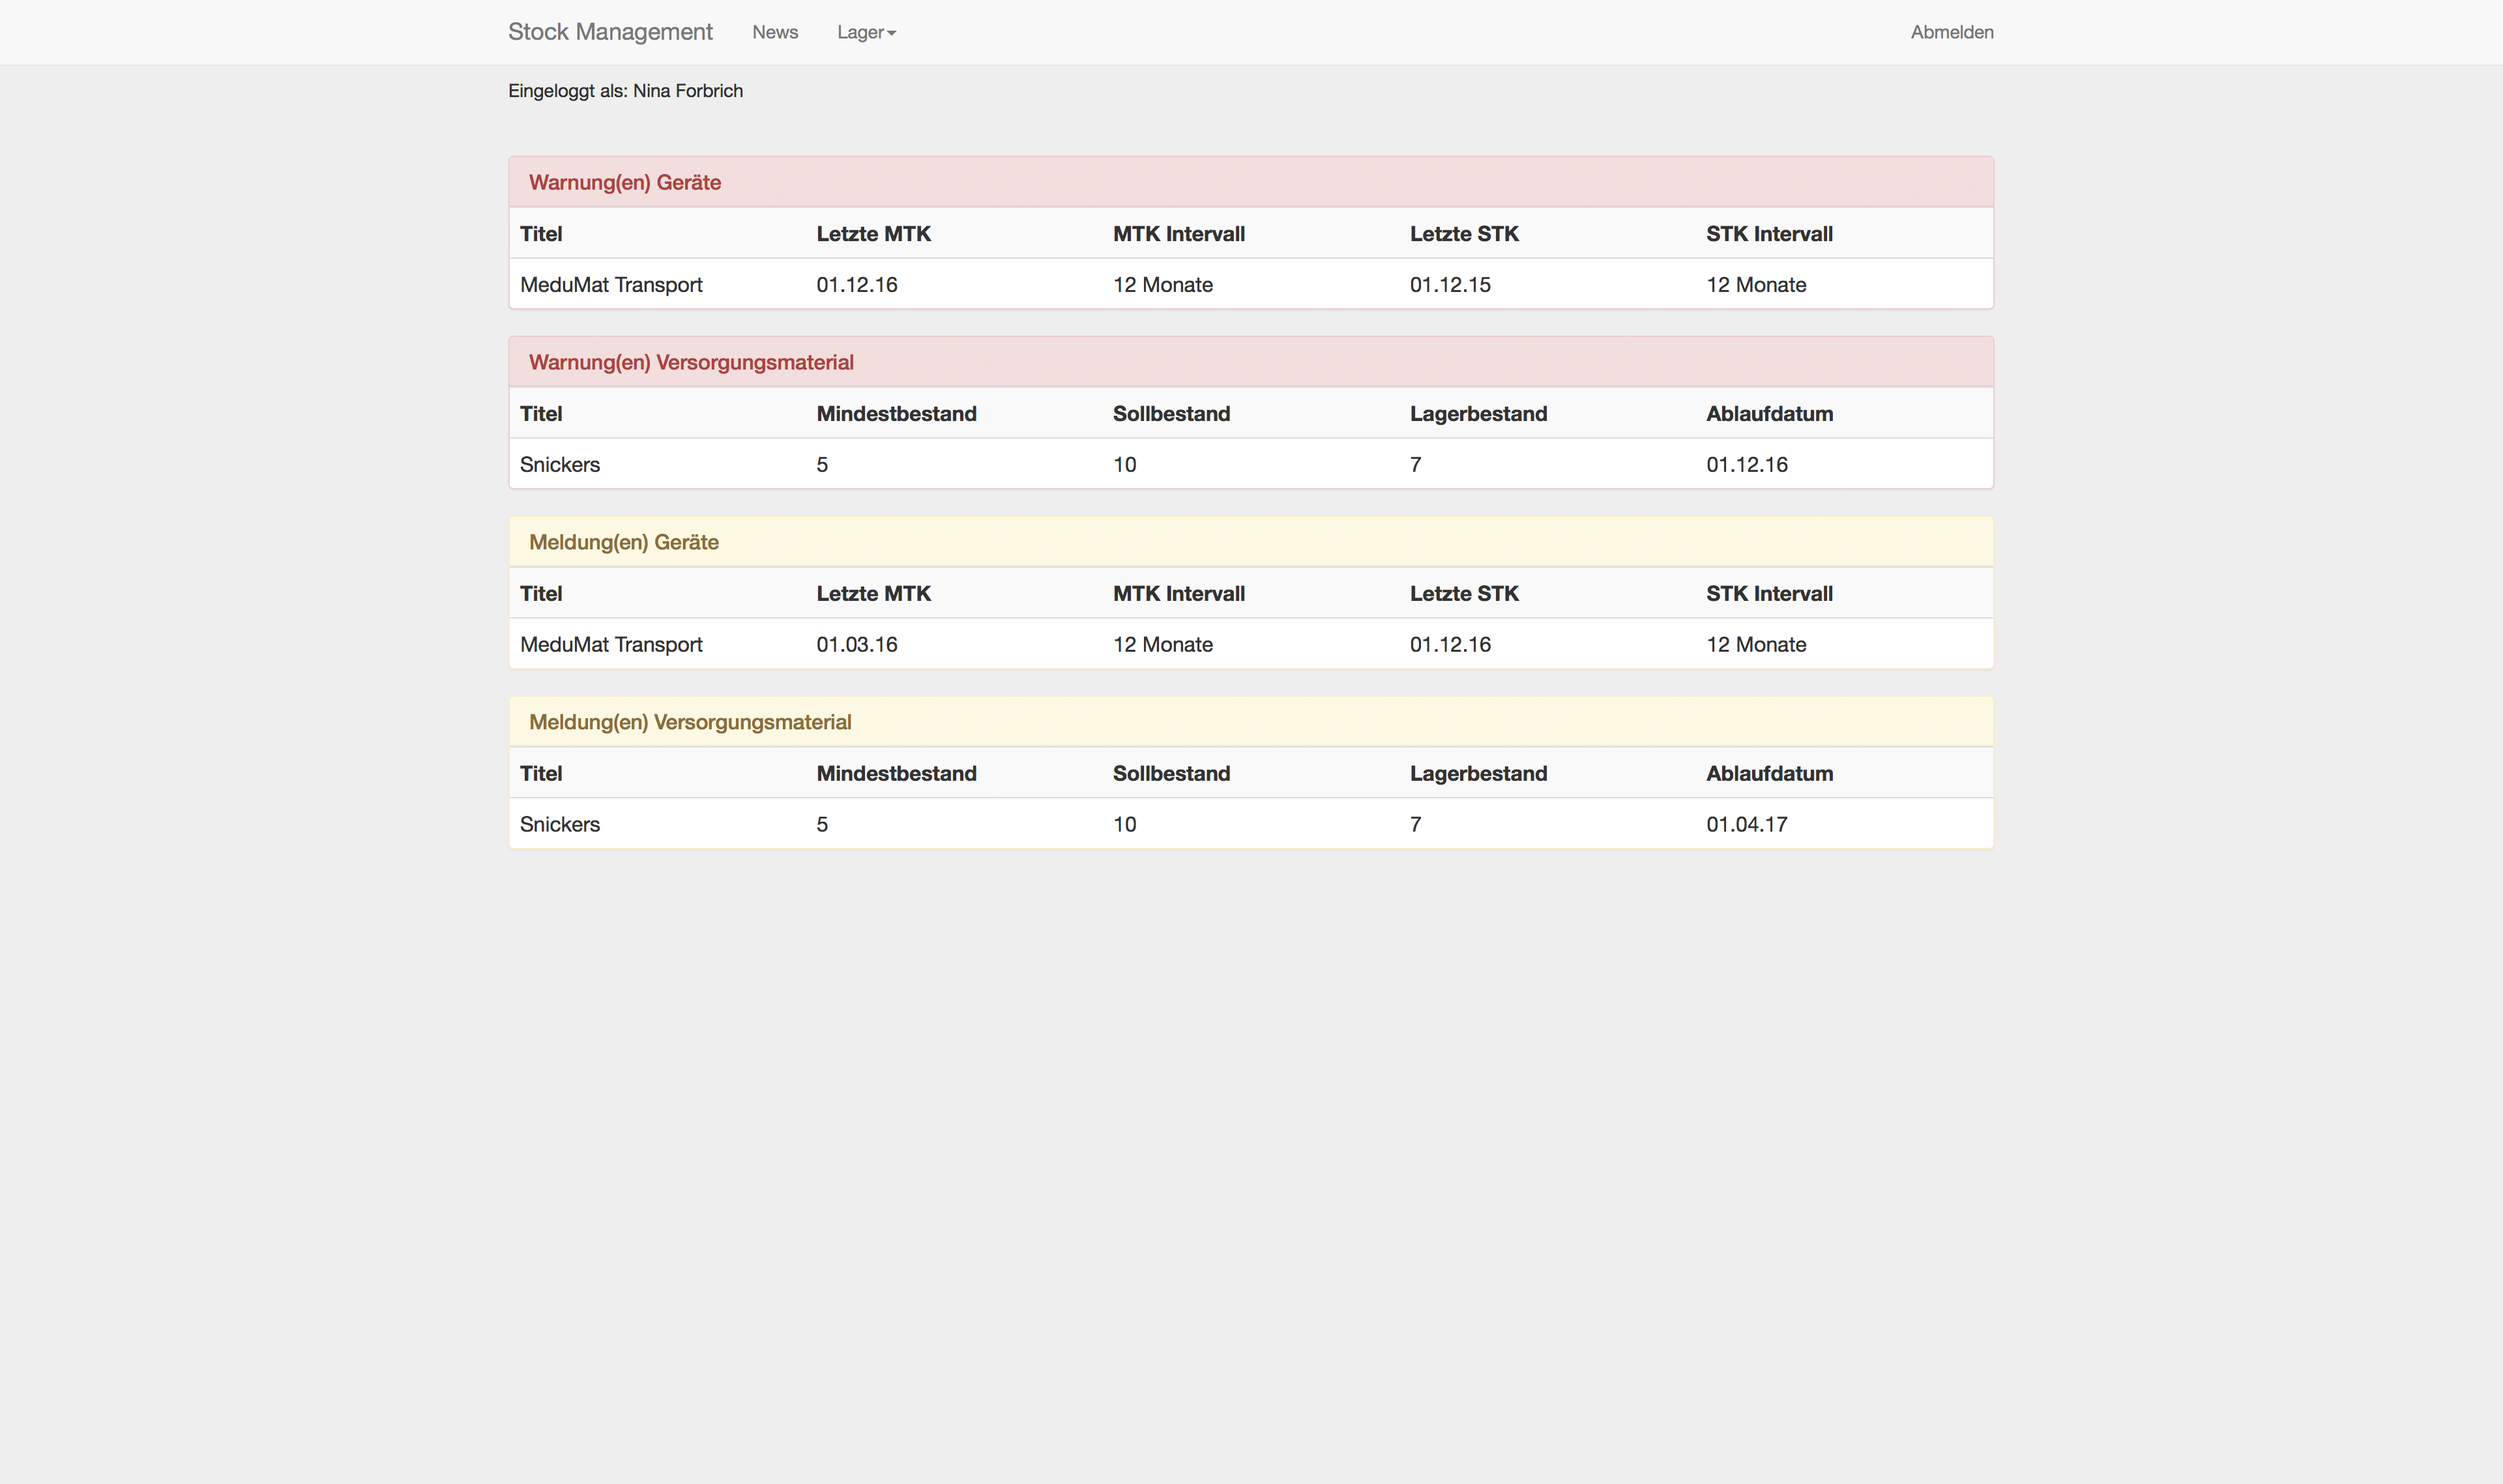 Stock Management News Lager Abmelden
Eingeloggt als: Nina Forbrich
Warnung(en) Geräte
Titel Letzte MTK MTK Intervall Letzte STK STK Intervall
MeduMat Transport 01.12.16 12 Monate 01.12.15 12 Monate
Warnung(en) Versorgungsmaterial
Titel Mindestbestand Sollbestand Lagerbestand Ablaufdatum
Snickers 5 10 7 01.12.16
Meldung(en) Geräte
Titel Letzte MTK MTK Intervall Letzte STK STK Intervall
MeduMat Transport 01.03.16 12 Monate 01.12.16 12 Monate
Meldung(en) Versorgungsmaterial
Titel Mindestbestand Sollbestand Lagerbestand Ablaufdatum
Snickers 5 10 7 01.04.17